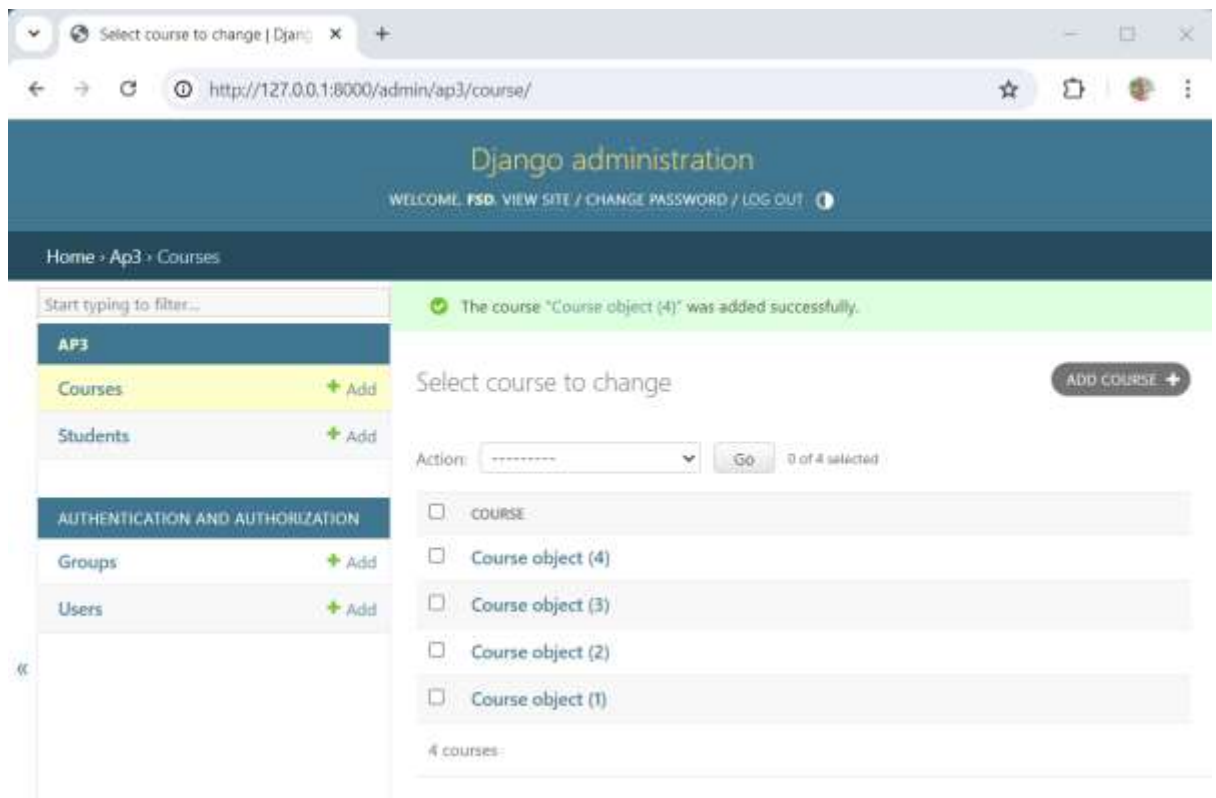 Select course to change | Djang
http://127.0.0.1:8000/admin/ap3/course/
Django administration
WELCOME, FSD. VIEW SITE / CHANGE PASSWORD / LOG OUT
Home › Ap3 › Courses
Start typing to filter...
AP3
Courses + Add
Students + Add
AUTHENTICATION AND AUTHORIZATION
Groups + Add
Users + Add
«
The course "Course object (4)" was added successfully.
Select course to change
ADD COURSE +
Action: --------- Go 0 of 4 selected
COURSE
Course object (4)
Course object (3)
Course object (2)
Course object (1)
4 courses